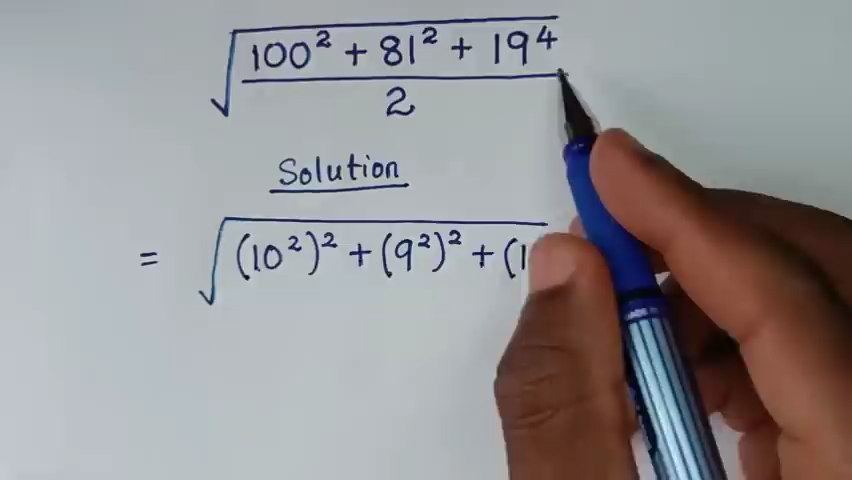 √((100² + 81² + 19⁴)/2)
Solution
= √((10²)² + (9²)² + (1